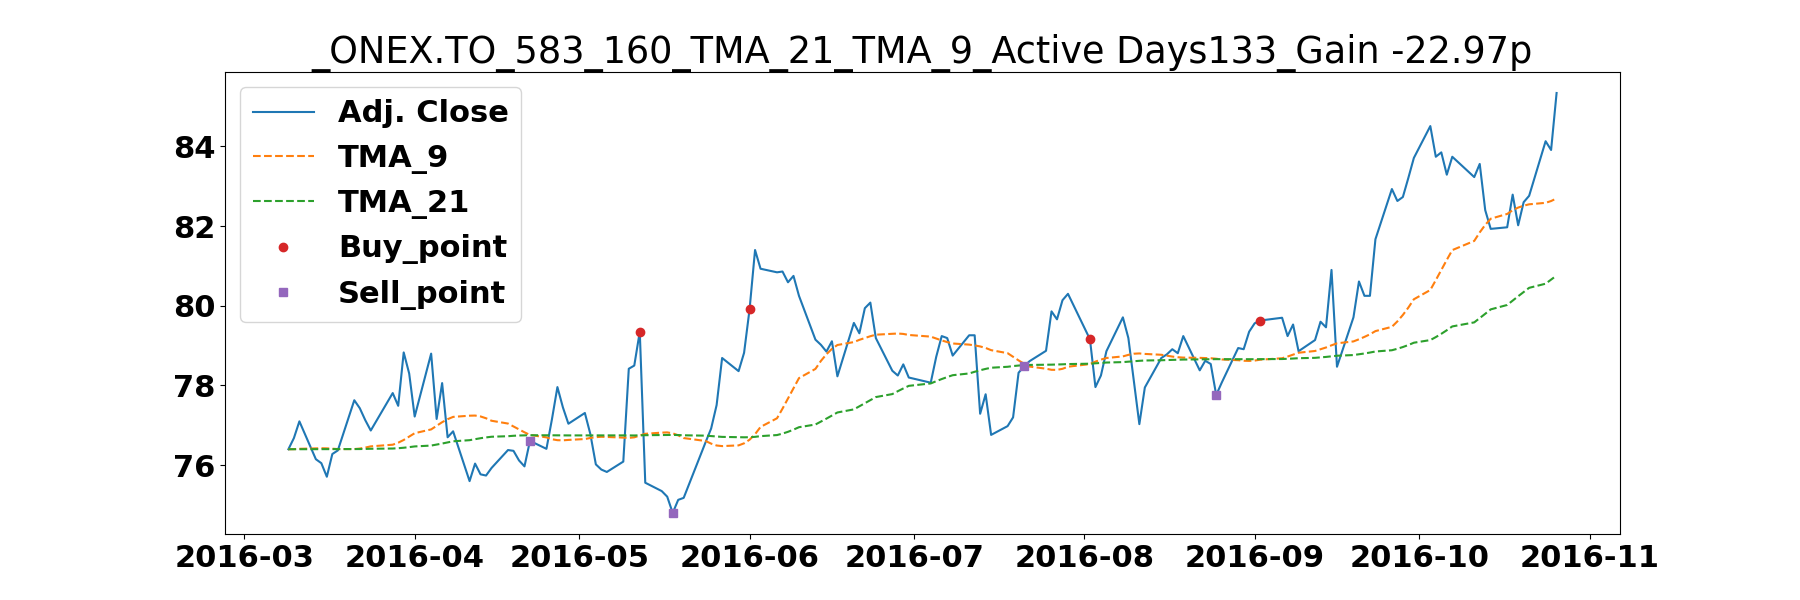 _ONEX.TO_583_160_TMA_21_TMA_9_Active Days133_Gain -22.97p
Adj. Close
TMA_9
TMA_21
Buy_point
Sell_point
84
82
80
78
76
2016-03 2016-04 2016-05 2016-06 2016-07 2016-08 2016-09 2016-10 2016-11